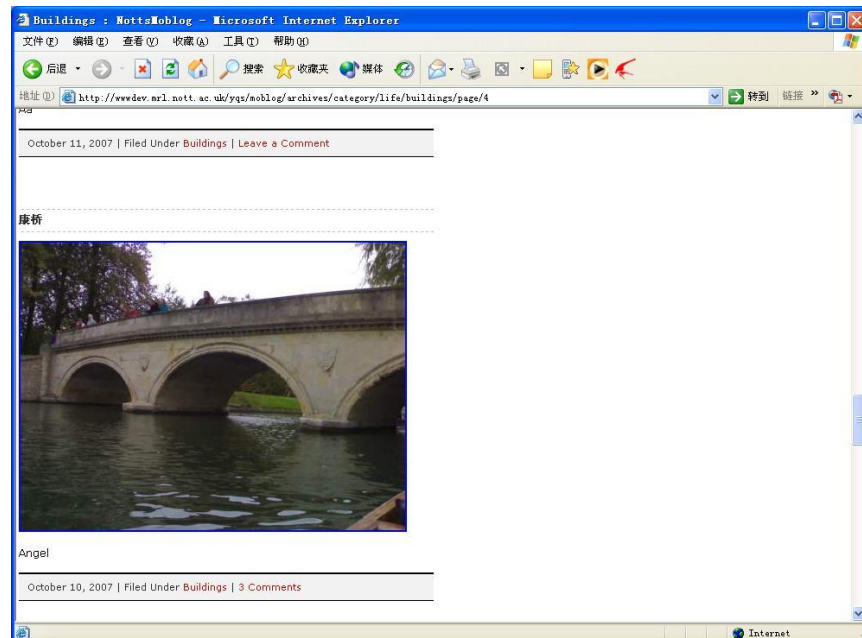 Buildings : NottsMoblog - Microsoft Internet Explorer
文件(F) 编辑(E) 查看(V) 收藏(A) 工具(T) 帮助(H)
后退 搜索 收藏夹 媒体
地址(D) http://wwwdev.mrl.nott.ac.uk/yqs/moblog/archives/category/life/buildings/page/4 转到 链接 »
October 11, 2007 | Filed Under Buildings | Leave a Comment
康桥
Angel
October 10, 2007 | Filed Under Buildings | 3 Comments
Internet